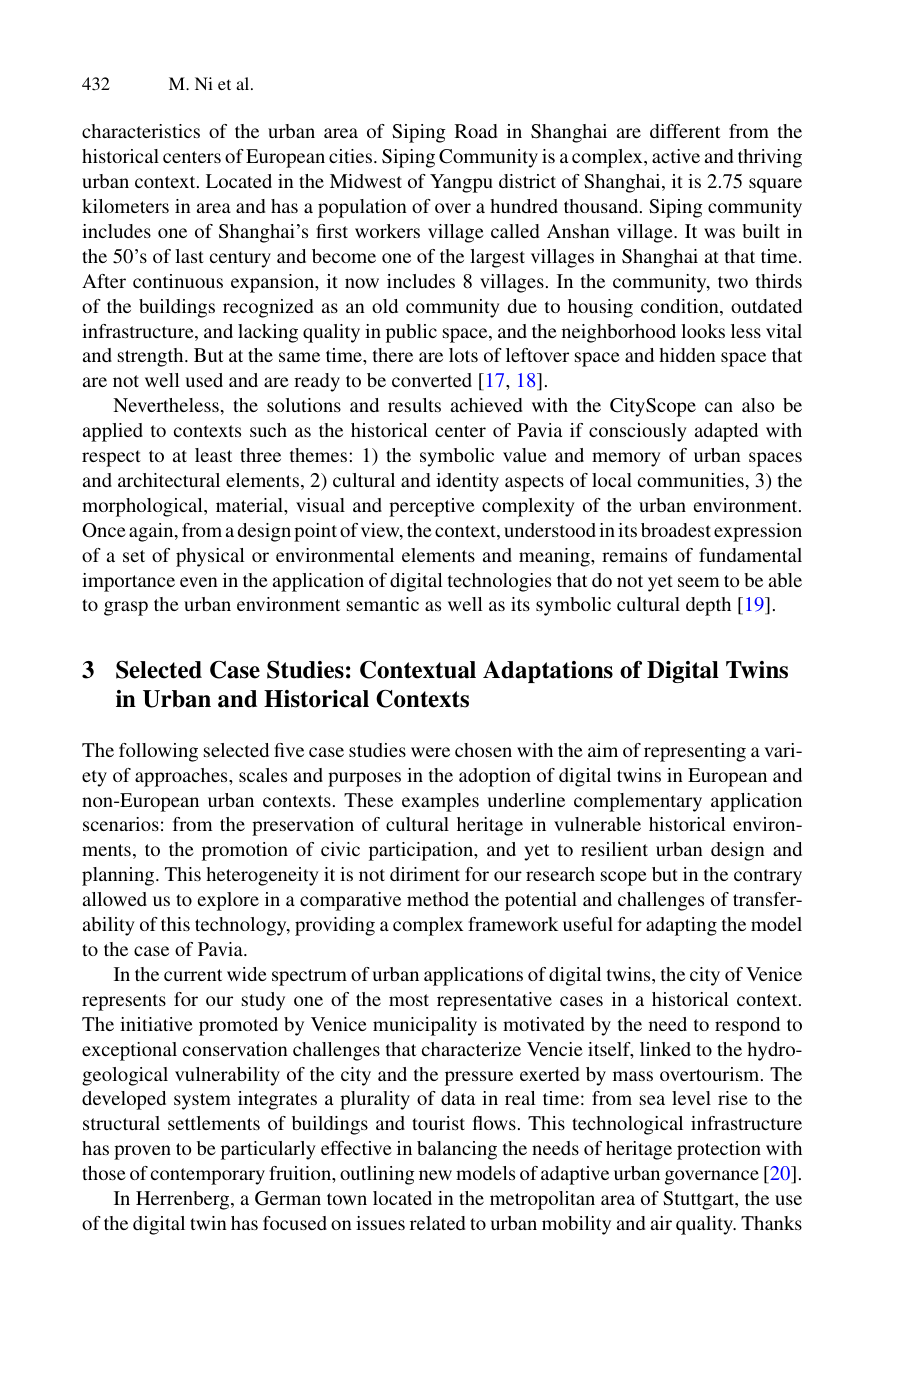 432 M. Ni et al.
characteristics of the urban area of Siping Road in Shanghai are different from the
historical centers of European cities. Siping Community is a complex, active and thriving
urban context. Located in the Midwest of Yangpu district of Shanghai, it is 2.75 square
kilometers in area and has a population of over a hundred thousand. Siping community
includes one of Shanghai's first workers village called Anshan village. It was built in
the 50's of last century and become one of the largest villages in Shanghai at that time.
After continuous expansion, it now includes 8 villages. In the community, two thirds
of the buildings recognized as an old community due to housing condition, outdated
infrastructure, and lacking quality in public space, and the neighborhood looks less vital
and strength. But at the same time, there are lots of leftover space and hidden space that
are not well used and are ready to be converted [17, 18].
Nevertheless, the solutions and results achieved with the CityScope can also be
applied to contexts such as the historical center of Pavia if consciously adapted with
respect to at least three themes: 1) the symbolic value and memory of urban spaces
and architectural elements, 2) cultural and identity aspects of local communities, 3) the
morphological, material, visual and perceptive complexity of the urban environment.
Once again, from a design point of view, the context, understood in its broadest expression
of a set of physical or environmental elements and meaning, remains of fundamental
importance even in the application of digital technologies that do not yet seem to be able
to grasp the urban environment semantic as well as its symbolic cultural depth [19].
3 Selected Case Studies: Contextual Adaptations of Digital Twins
in Urban and Historical Contexts
The following selected five case studies were chosen with the aim of representing a vari-
ety of approaches, scales and purposes in the adoption of digital twins in European and
non-European urban contexts. These examples underline complementary application
scenarios: from the preservation of cultural heritage in vulnerable historical environ-
ments, to the promotion of civic participation, and yet to resilient urban design and
planning. This heterogeneity it is not diriment for our research scope but in the contrary
allowed us to explore in a comparative method the potential and challenges of transfer-
ability of this technology, providing a complex framework useful for adapting the model
to the case of Pavia.
In the current wide spectrum of urban applications of digital twins, the city of Venice
represents for our study one of the most representative cases in a historical context.
The initiative promoted by Venice municipality is motivated by the need to respond to
exceptional conservation challenges that characterize Vencie itself, linked to the hydro-
geological vulnerability of the city and the pressure exerted by mass overtourism. The
developed system integrates a plurality of data in real time: from sea level rise to the
structural settlements of buildings and tourist flows. This technological infrastructure
has proven to be particularly effective in balancing the needs of heritage protection with
those of contemporary fruition, outlining new models of adaptive urban governance [20].
In Herrenberg, a German town located in the metropolitan area of Stuttgart, the use
of the digital twin has focused on issues related to urban mobility and air quality. Thanks